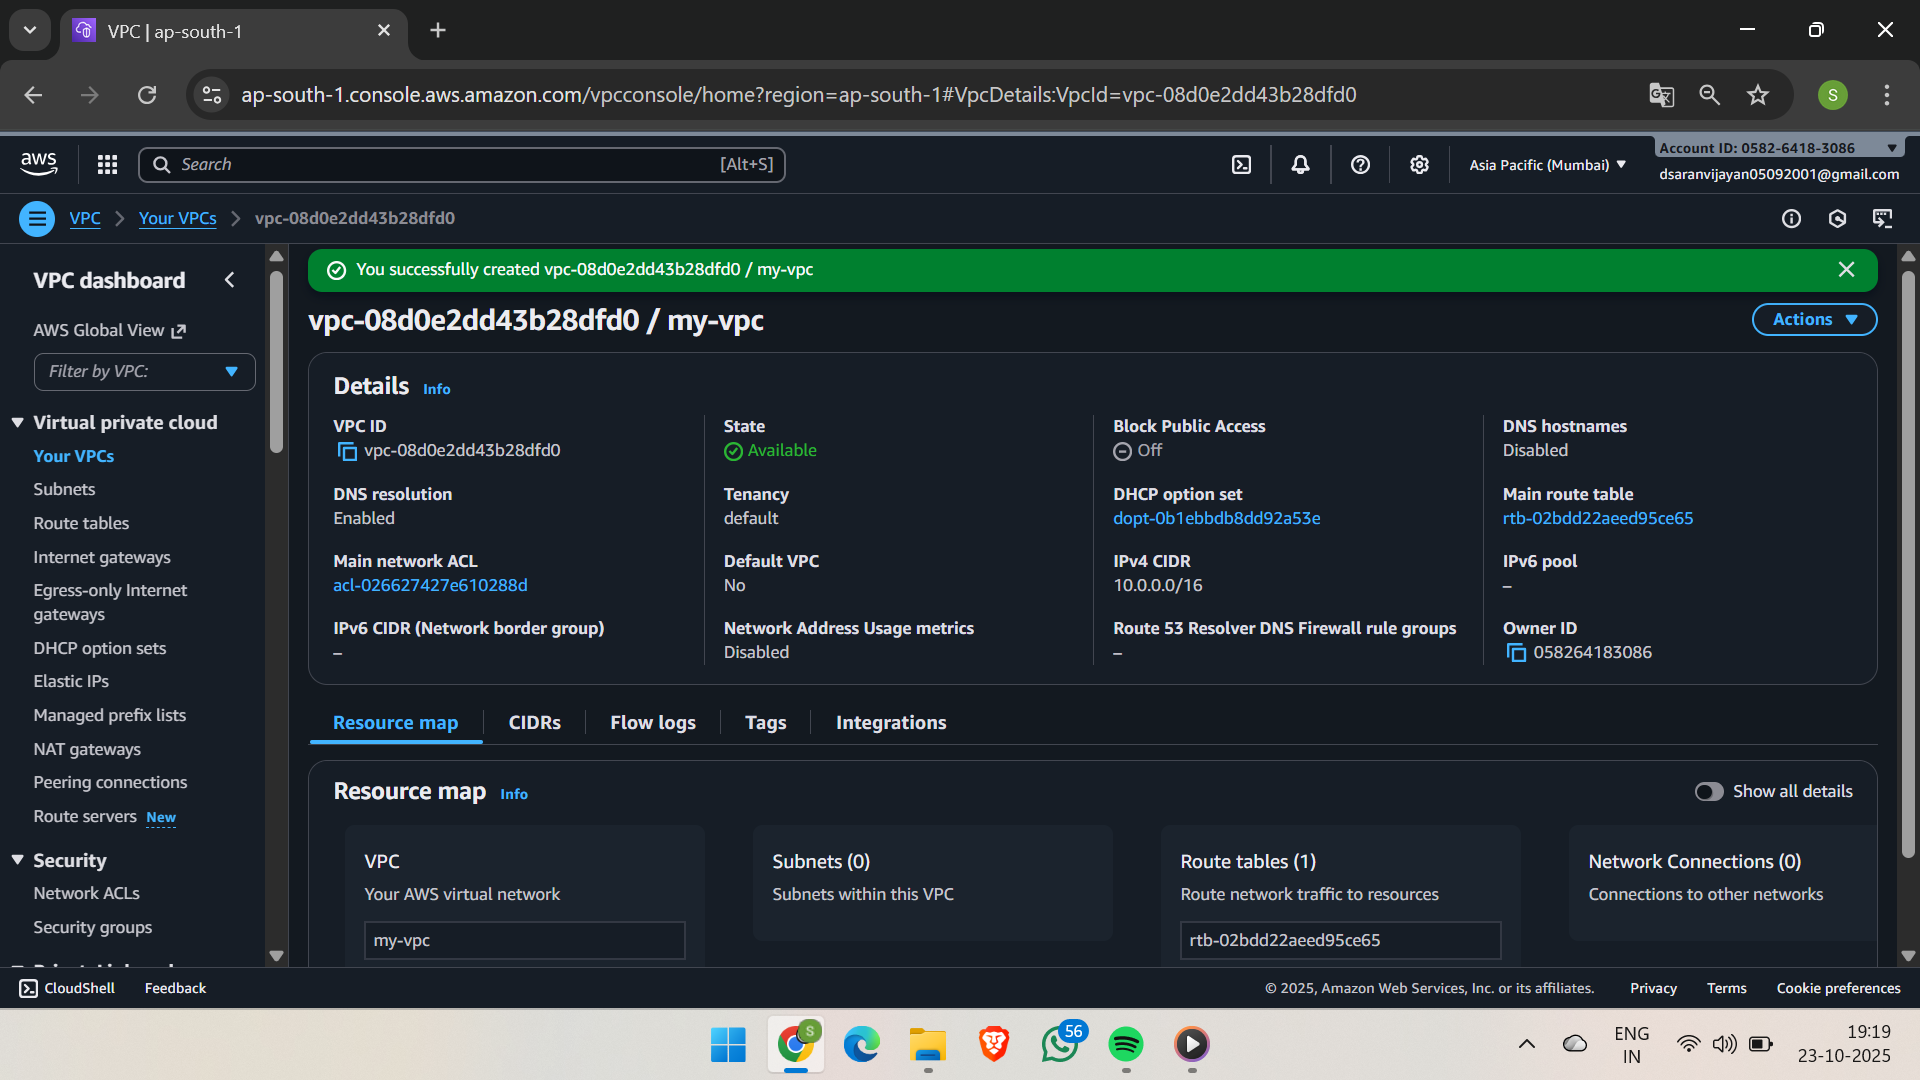 VPC | ap-south-1
ap-south-1.console.aws.amazon.com/vpcconsole/home?region=ap-south-1#VpcDetails:VpcId=vpc-08d0e2dd43b28dfd0
S
aws
Search
[Alt+S]
Asia Pacific (Mumbai)
Account ID: 0582-6418-3086
dsaranvijayan05092001@gmail.com
VPC
Your VPCs
vpc-08d0e2dd43b28dfd0
VPC dashboard
AWS Global View
Filter by VPC:
Virtual private cloud
Your VPCs
Subnets
Route tables
Internet gateways
Egress-only Internet
gateways
DHCP option sets
Elastic IPs
Managed prefix lists
NAT gateways
Peering connections
Route servers New
Security
Network ACLs
Security groups
You successfully created vpc-08d0e2dd43b28dfd0 / my-vpc
vpc-08d0e2dd43b28dfd0 / my-vpc
Actions
Details Info
VPC ID
vpc-08d0e2dd43b28dfd0
State
Available
Block Public Access
Off
DNS hostnames
Disabled
DNS resolution
Enabled
Tenancy
default
DHCP option set
dopt-0b1ebbdb8dd92a53e
Main route table
rtb-02bdd22aeed95ce65
Main network ACL
acl-026627427e610288d
Default VPC
No
IPv4 CIDR
10.0.0.0/16
IPv6 pool
–
IPv6 CIDR (Network border group)
–
Network Address Usage metrics
Disabled
Route 53 Resolver DNS Firewall rule groups
–
Owner ID
058264183086
Resource map
CIDRs
Flow logs
Tags
Integrations
Resource map Info
Show all details
VPC
Your AWS virtual network
my-vpc
Subnets (0)
Subnets within this VPC
Route tables (1)
Route network traffic to resources
rtb-02bdd22aeed95ce65
Network Connections (0)
Connections to other networks
CloudShell
Feedback
© 2025, Amazon Web Services, Inc. or its affiliates.
Privacy
Terms
Cookie preferences
S
56
ENG
IN
19:19
23-10-2025